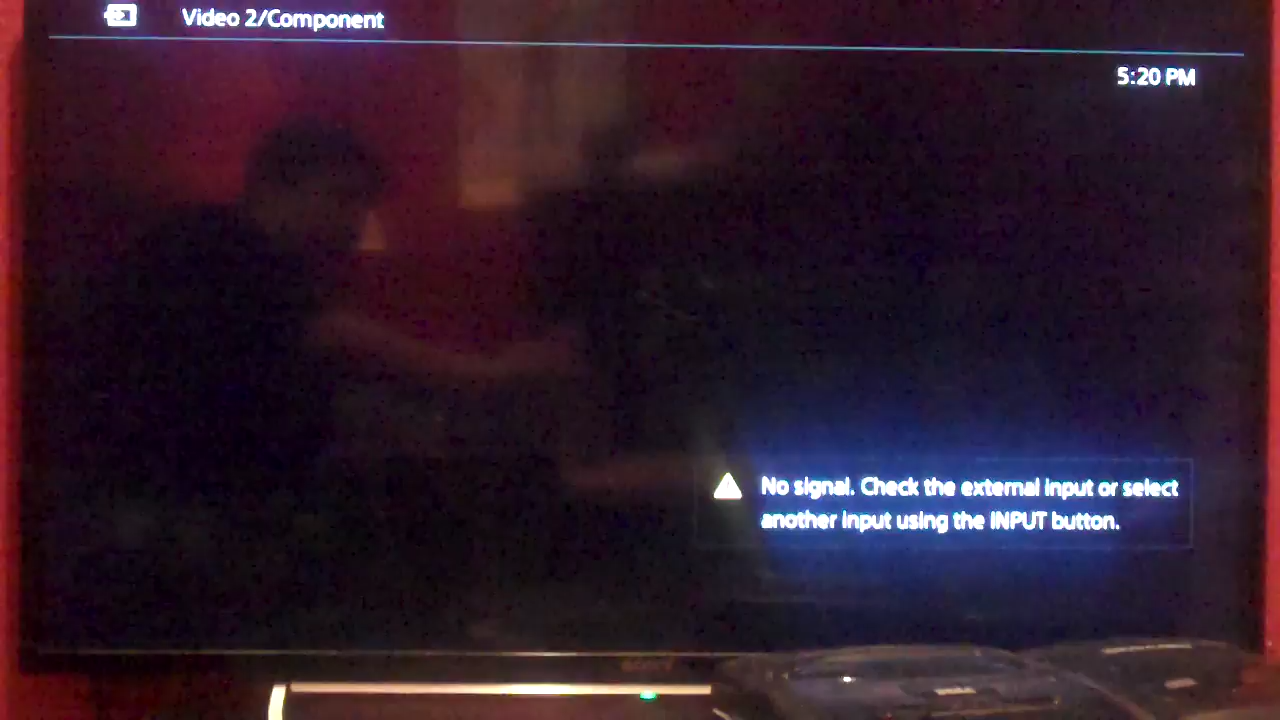 Video 2/Component
5:20 PM
No signal. Check the external input or select
another input using the INPUT button.
SONY